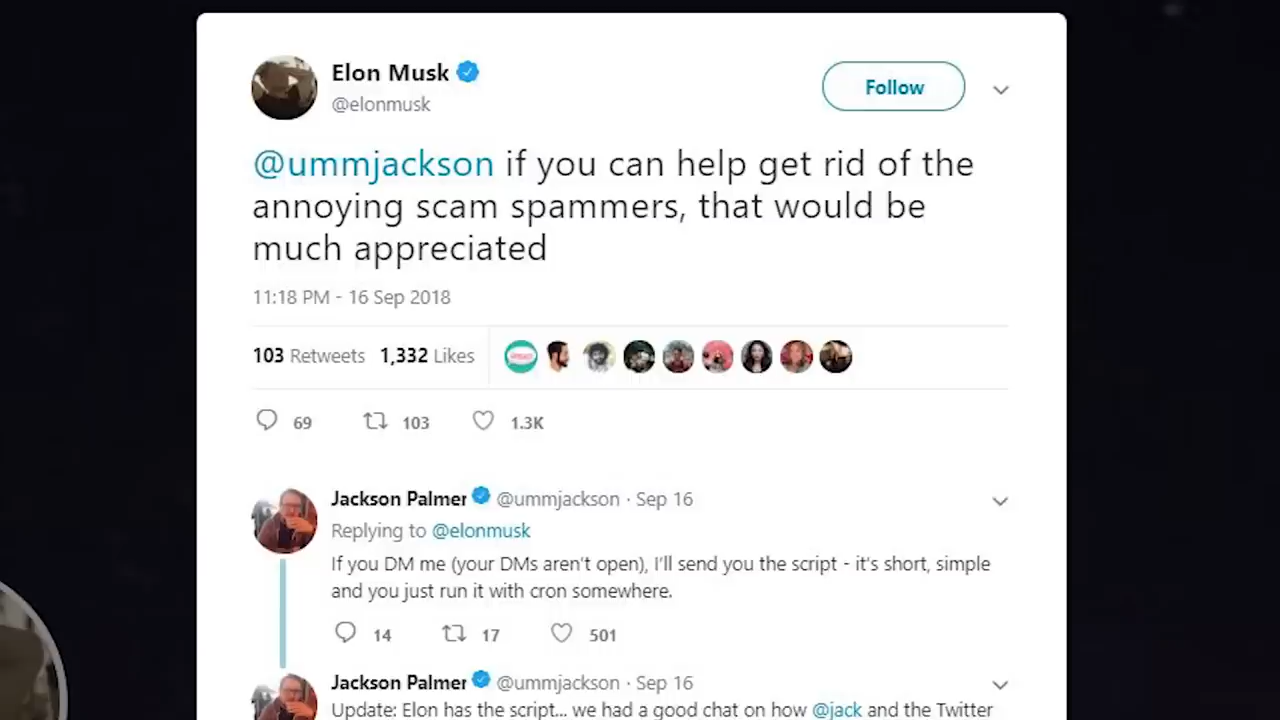 Elon Musk
@elonmusk
Follow
@ummjackson if you can help get rid of the
annoying scam spammers, that would be
much appreciated
11:18 PM - 16 Sep 2018
103 Retweets 1,332 Likes
69 103 1.3K
Jackson Palmer @ummjackson · Sep 16
Replying to @elonmusk
If you DM me (your DMs aren't open), I'll send you the script - it's short, simple
and you just run it with cron somewhere.
14 17 501
Jackson Palmer @ummjackson · Sep 16
Update: Elon has the script... we had a good chat on how @jack and the Twitter